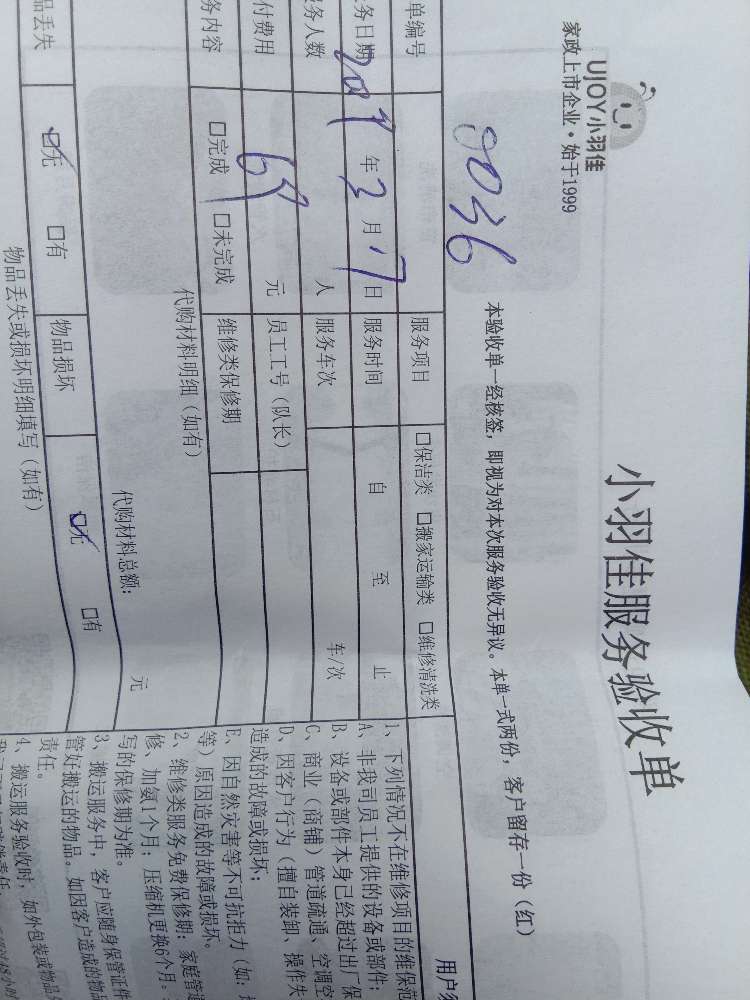 UJOY小羽佳
家政上市企业·始于1999
小羽佳服务验收单
本验收单一经核签，即视为对本次服务验收无异议。本单一式两份，客户留存一份（红）
9036
单编号 服务项目 □保洁类 □搬家运输类 □维修清洗类
务日期 2019年3月17日 服务时间 自 至 止
务人数 人 服务车次 车/次
付费用 69 元 员工工号（队长）
务内容 □完成 □未完成 维修类保修期
代购材料明细（如有）
代购材料总额： 元
品丢失 ☑无 □有 物品损坏 ☑无 □有
物品丢失或损坏明细填写（如有）
用户
1、下列情况不在维修项目的维保范
A、非我司员工提供的设备或部件；
B、设备或部件本身已经超过出厂保
C、商业（商铺）管道疏通、空调空
D、因客户行为（擅自装卸、操作失
造成的故障或损坏；
E、因自然灾害等不可抗拒力（如：
等）原因造成的故障或损坏。
2、维修类服务免费保修期：家庭管
修、加氨1个月；压缩机更换6个月。
写的保修期为准。
3、搬运服务中，客户应随身保管证件
管好搬运的物品。如因客户造成的物品
责任。
4、搬运服务验收时，如外包装或物品